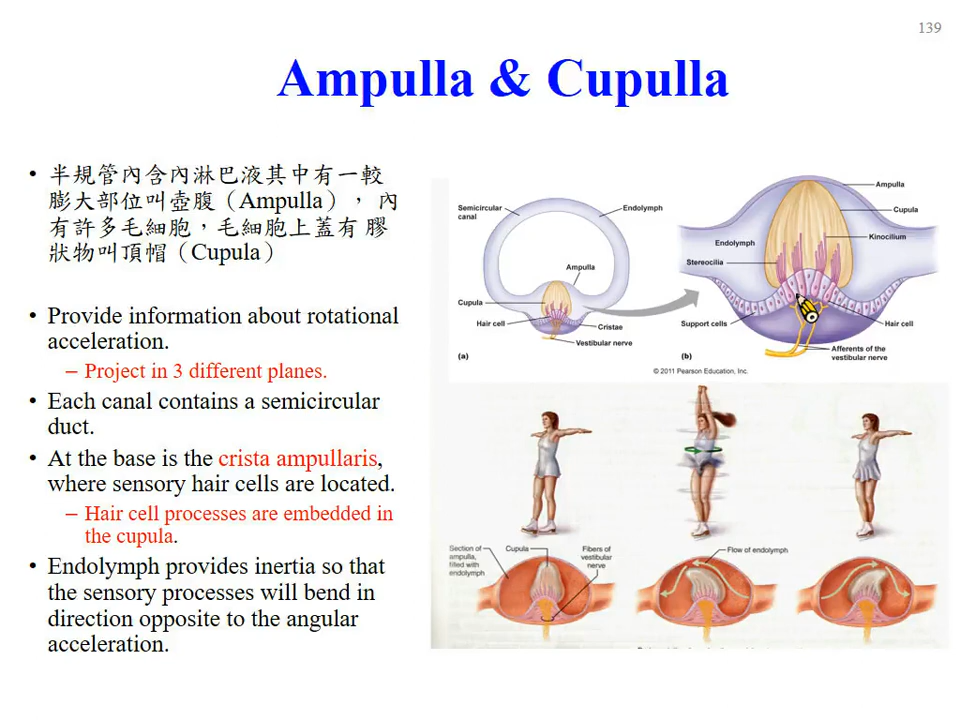 139
Ampulla & Cupulla
• 半規管內含內淋巴液其中有一較
膨大部位叫壺腹（Ampulla），內
有許多毛細胞，毛細胞上蓋有 膠
狀物叫頂帽（Cupula）
• Provide information about rotational
acceleration.
– Project in 3 different planes.
• Each canal contains a semicircular
duct.
• At the base is the crista ampullaris,
where sensory hair cells are located.
– Hair cell processes are embedded in
the cupula.
• Endolymph provides inertia so that
the sensory processes will bend in
direction opposite to the angular
acceleration.
Semicircular
canal
Endolymph
Ampulla
Cupula
Hair cell
Cristae
Vestibular nerve
(a)
Ampulla
Cupula
Kinocilium
Endolymph
Stereocilia
Support cells
Hair cell
Afferents of the
vestibular nerve
(b)
© 2011 Pearson Education, Inc.
Section of
ampulla,
filled with
endolymph
Cupula
Fibers of
vestibular
nerve
Flow of endolymph